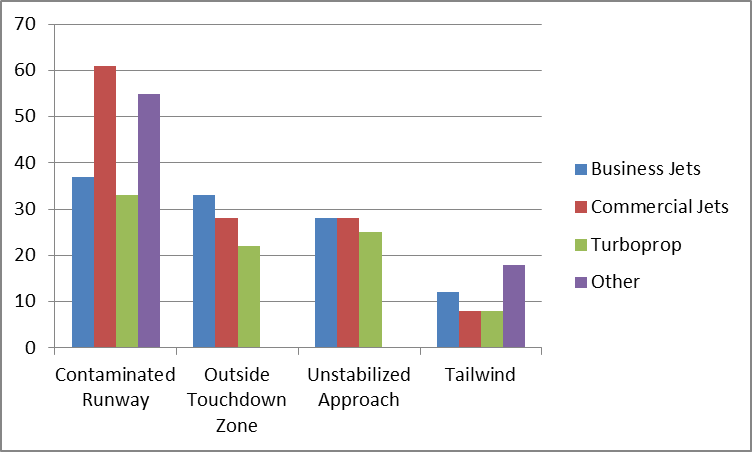 70
60
50
40
30
20
10
0
Contaminated
Runway
Outside
Touchdown
Zone
Unstabilized
Approach
Tailwind
Business Jets
Commercial Jets
Turboprop
Other